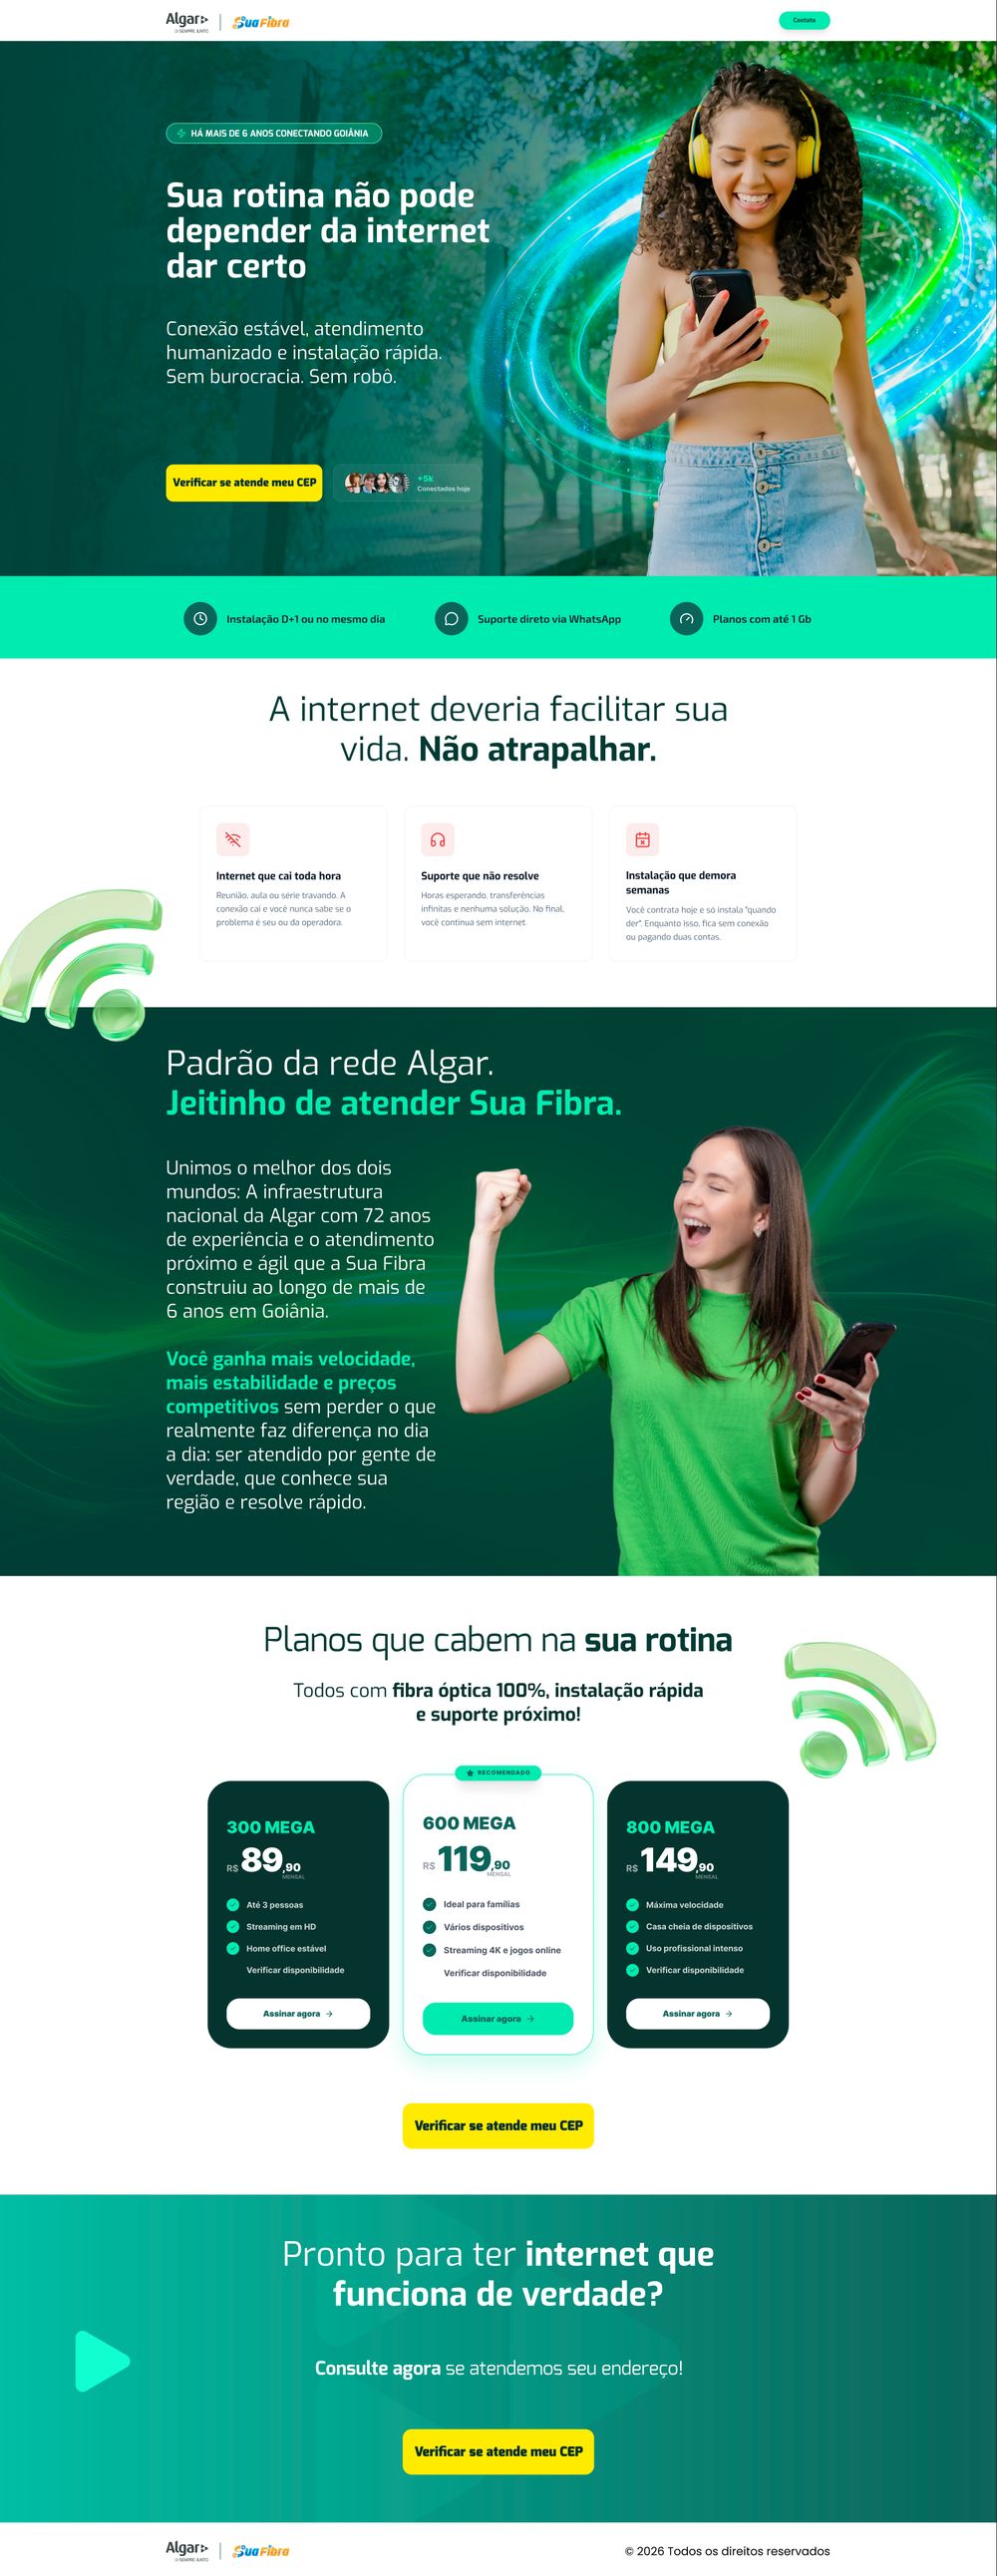 Algar
SEMPRE JUNTO
Sua Fibra
Contato
HÁ MAIS DE 6 ANOS CONECTANDO GOIÂNIA
Sua rotina não pode
depender da internet
dar certo
Conexão estável, atendimento
humanizado e instalação rápida.
Sem burocracia. Sem robô.
Verificar se atende meu CEP
+5k
Conectados hoje
Instalação D+1 ou no mesmo dia
Suporte direto via WhatsApp
Planos com até 1 Gb
A internet deveria facilitar sua
vida. Não atrapalhar.
Internet que cai toda hora
Reunião, aula ou série travando. A
conexão cai e você nunca sabe se o
problema é seu ou da operadora.
Suporte que não resolve
Horas esperando, transferências
infinitas e nenhuma solução. No final,
você continua sem internet.
Instalação que demora
semanas
Você contrata hoje e só instala "quando
der". Enquanto isso, fica sem conexão
ou pagando duas contas.
Padrão da rede Algar.
Jeitinho de atender Sua Fibra.
Unimos o melhor dos dois
mundos: A infraestrutura
nacional da Algar com 72 anos
de experiência e o atendimento
próximo e ágil que a Sua Fibra
construiu ao longo de mais de
6 anos em Goiânia.
Você ganha mais velocidade,
mais estabilidade e preços
competitivos sem perder o que
realmente faz diferença no dia
a dia: ser atendido por gente de
verdade, que conhece sua
região e resolve rápido.
Planos que cabem na sua rotina
Todos com fibra óptica 100%, instalação rápida
e suporte próximo!
300 MEGA
R$ 89,90
MENSAL
Até 3 pessoas
Streaming em HD
Home office estável
Verificar disponibilidade
Assinar agora →
RECOMENDADO
600 MEGA
R$ 119,90
MENSAL
Ideal para famílias
Vários dispositivos
Streaming 4K e jogos online
Verificar disponibilidade
Assinar agora →
800 MEGA
R$ 149,90
MENSAL
Máxima velocidade
Casa cheia de dispositivos
Uso profissional intenso
Verificar disponibilidade
Assinar agora →
Verificar se atende meu CEP
Pronto para ter internet que
funciona de verdade?
Consulte agora se atendemos seu endereço!
Verificar se atende meu CEP
Algar
SEMPRE JUNTO
Sua Fibra
© 2026 Todos os direitos reservados